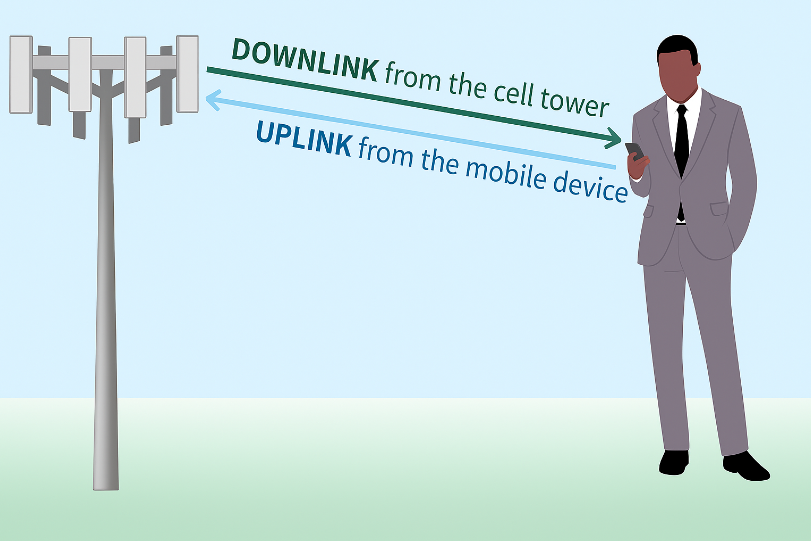 DOWNLINK from the cell tower
UPLINK from the mobile device